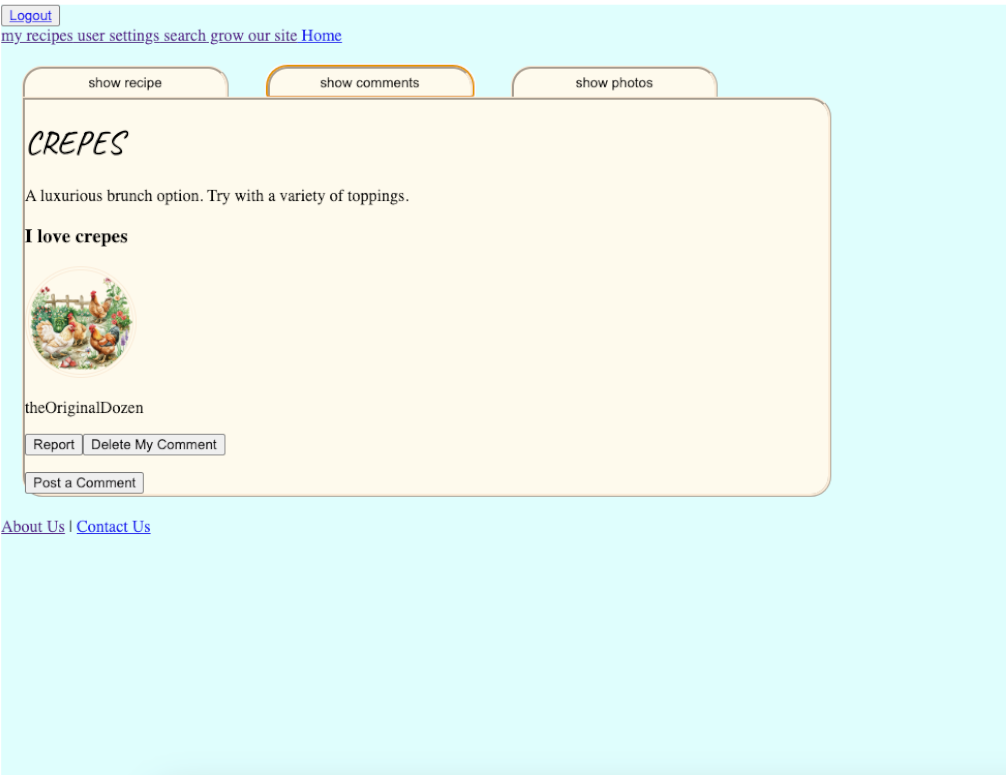 Logout
my recipes user settings search grow our site Home
show recipe show comments show photos
CREPES
A luxurious brunch option. Try with a variety of toppings.
I love crepes
theOriginalDozen
Report Delete My Comment
Post a Comment
About Us | Contact Us